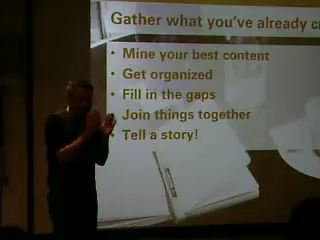 Gather what you've already c
• Mine your best content
• Get organized
• Fill in the gaps
Join things together
• Tell a story!